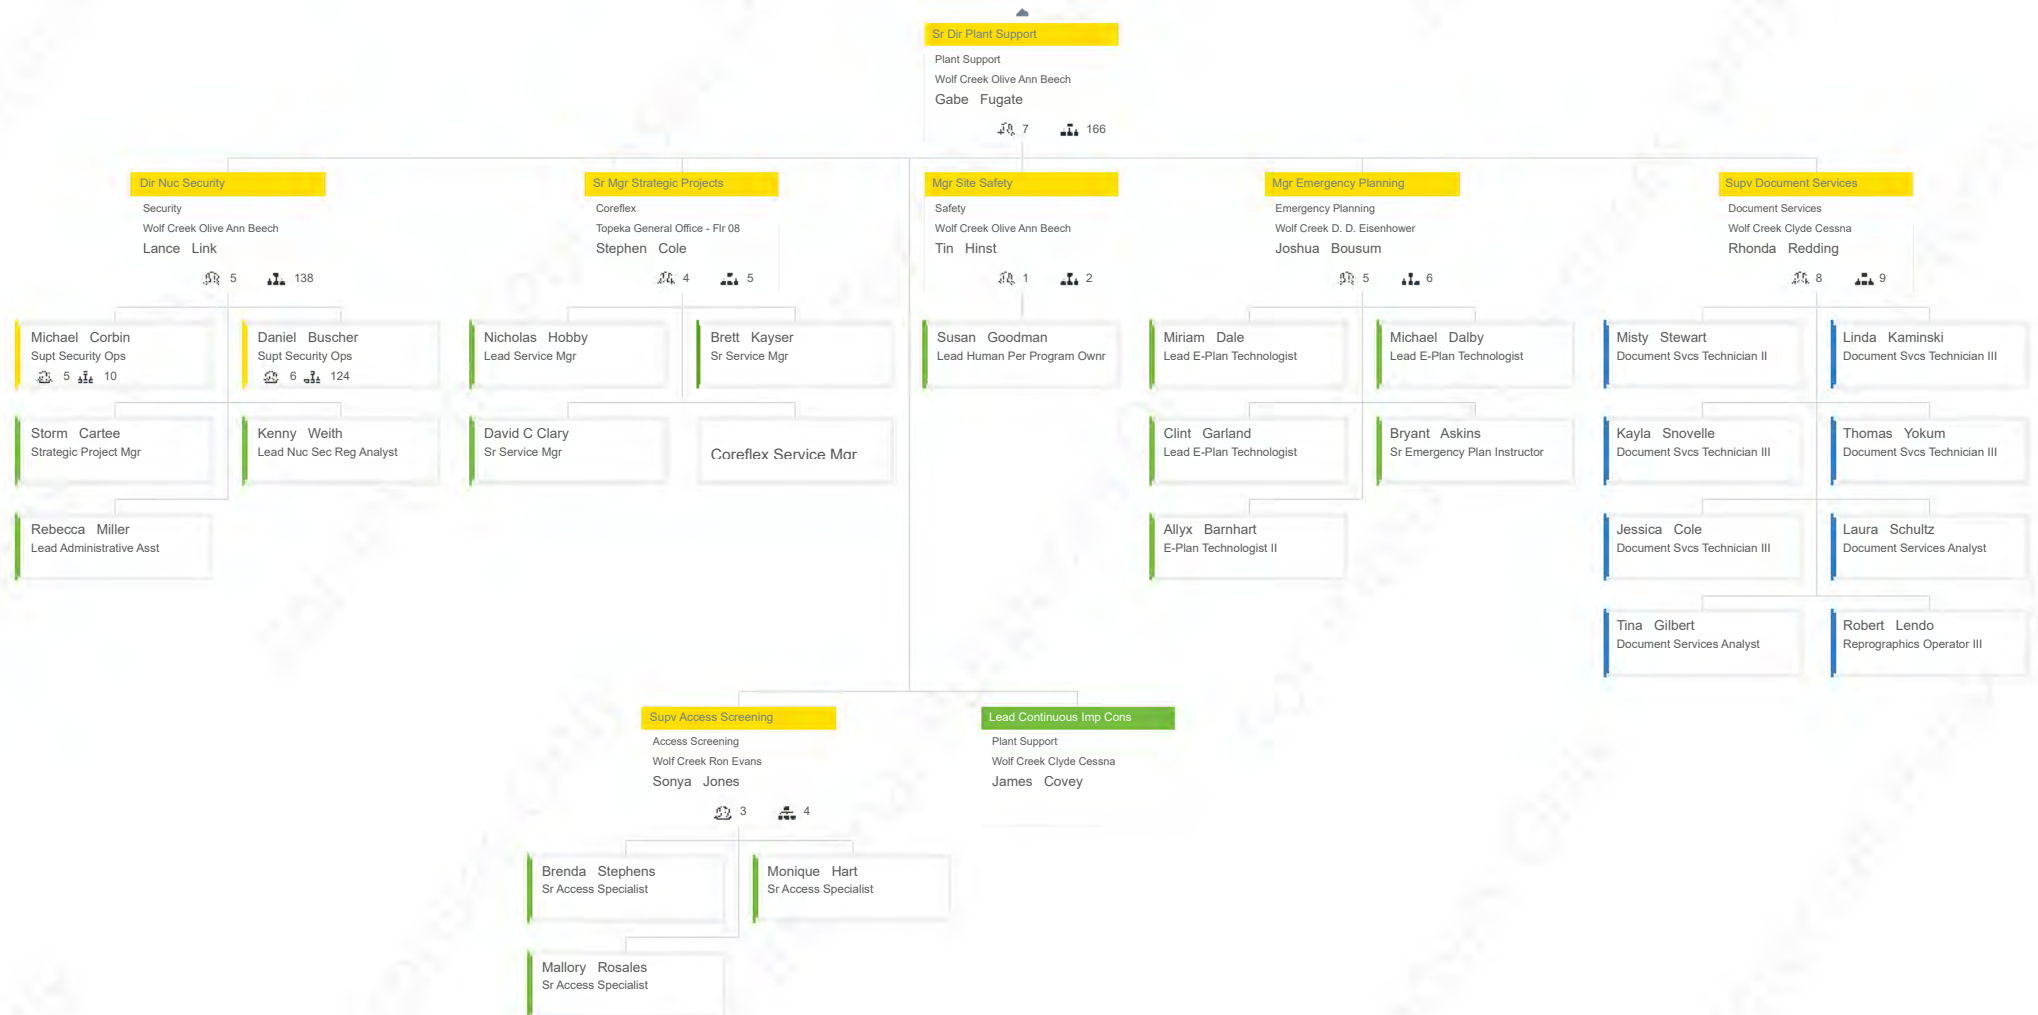 Sr Dir Plant Support
Plant Support
Wolf Creek Olive Ann Beech
Gabe Fugate
7 166
Dir Nuc Security
Security
Wolf Creek Olive Ann Beech
Lance Link
5 138
Sr Mgr Strategic Projects
Coreflex
Topeka General Office - Flr 08
Stephen Cole
4 5
Mgr Site Safety
Safety
Wolf Creek Olive Ann Beech
Tin Hinst
1 2
Mgr Emergency Planning
Emergency Planning
Wolf Creek D. D. Eisenhower
Joshua Bousum
5 6
Supv Document Services
Document Services
Wolf Creek Clyde Cessna
Rhonda Redding
8 9
Michael Corbin
Supt Security Ops
5 10
Daniel Buscher
Supt Security Ops
6 124
Storm Cartee
Strategic Project Mgr
Kenny Weith
Lead Nuc Sec Reg Analyst
Rebecca Miller
Lead Administrative Asst
Nicholas Hobby
Lead Service Mgr
Brett Kayser
Sr Service Mgr
David C Clary
Sr Service Mgr
Coreflex Service Mgr
Susan Goodman
Lead Human Per Program Ownr
Miriam Dale
Lead E-Plan Technologist
Michael Dalby
Lead E-Plan Technologist
Clint Garland
Lead E-Plan Technologist
Bryant Askins
Sr Emergency Plan Instructor
Allyx Barnhart
E-Plan Technologist II
Misty Stewart
Document Svcs Technician II
Linda Kaminski
Document Svcs Technician III
Kayla Snovelle
Document Svcs Technician III
Thomas Yokum
Document Svcs Technician III
Jessica Cole
Document Svcs Technician III
Laura Schultz
Document Services Analyst
Tina Gilbert
Document Services Analyst
Robert Lendo
Reprographics Operator III
Supv Access Screening
Access Screening
Wolf Creek Ron Evans
Sonya Jones
3 4
Lead Continuous Imp Cons
Plant Support
Wolf Creek Clyde Cessna
James Covey
Brenda Stephens
Sr Access Specialist
Monique Hart
Sr Access Specialist
Mallory Rosales
Sr Access Specialist